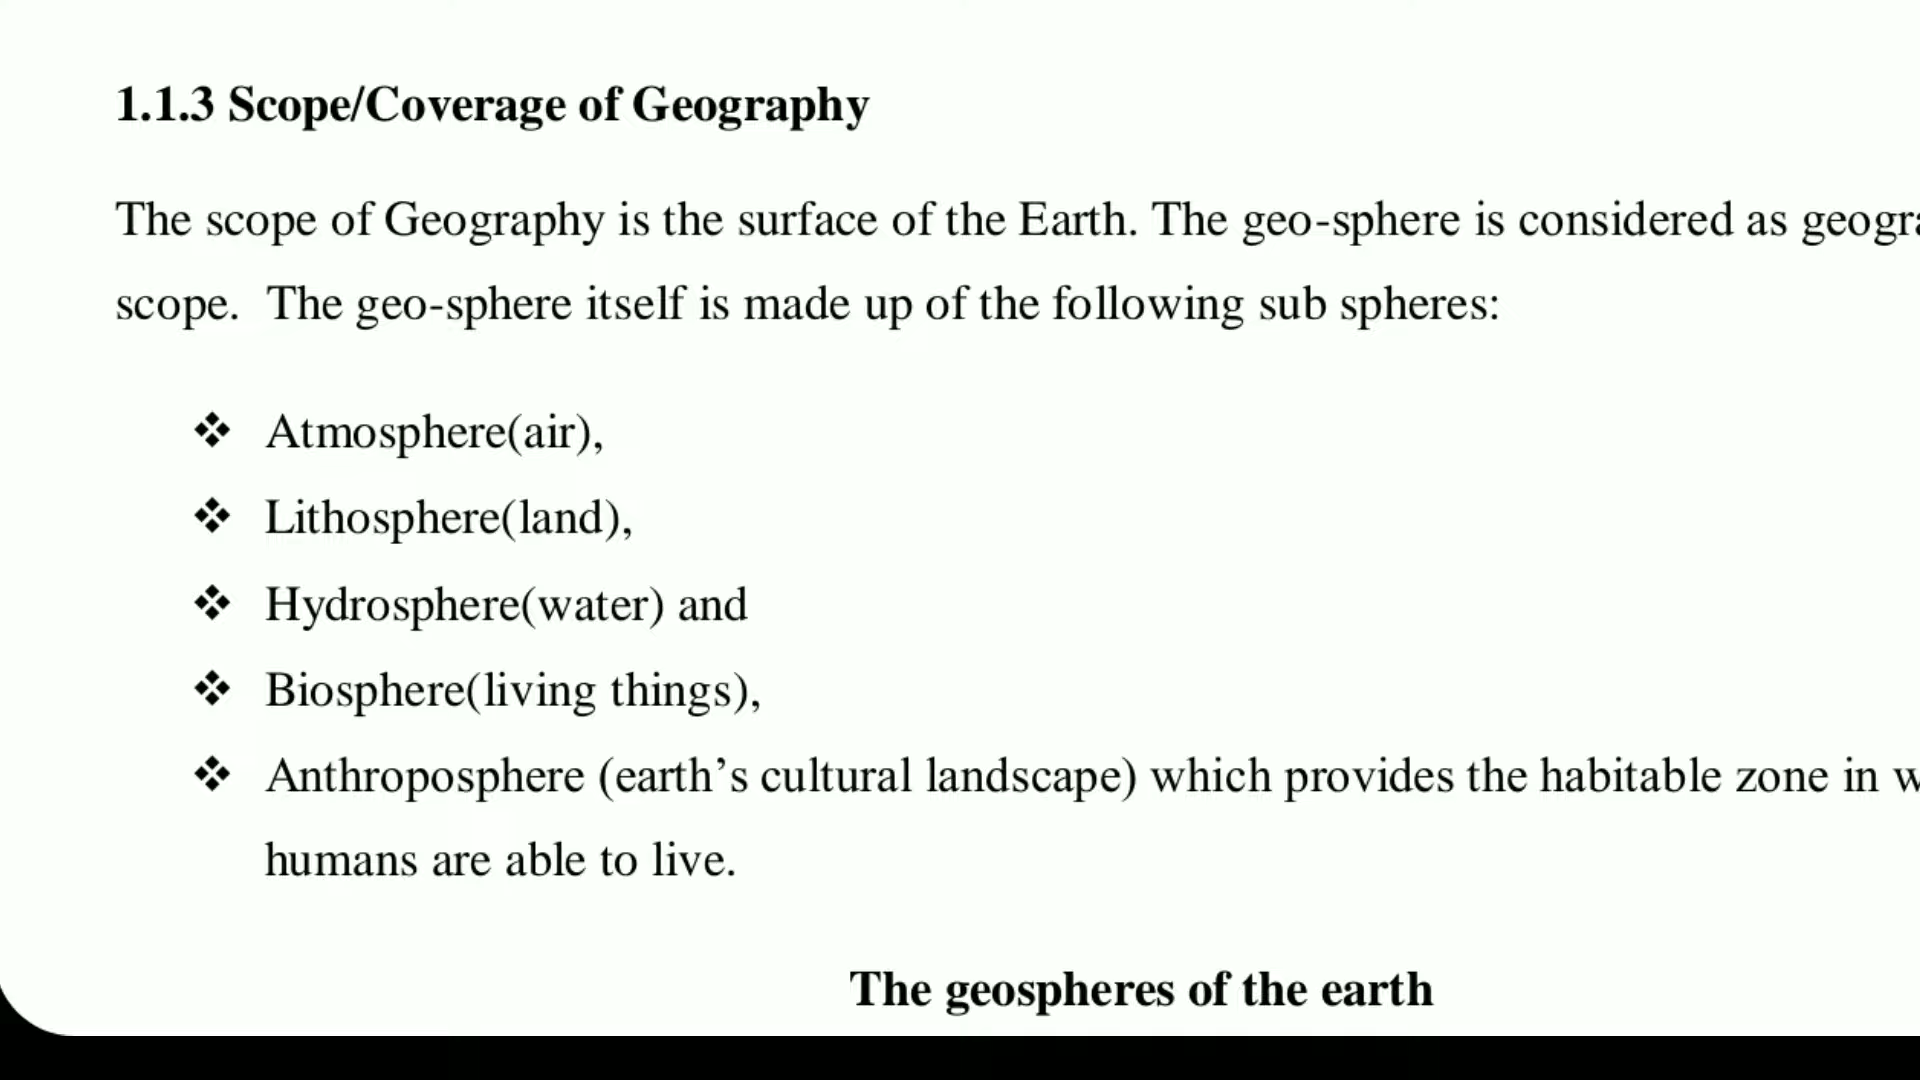 1.1.3 Scope/Coverage of Geography
The scope of Geography is the surface of the Earth. The geo-sphere is considered as
scope.  The geo-sphere itself is made up of the following sub spheres:
❖ Atmosphere(air),
❖ Lithosphere(land),
❖ Hydrosphere(water) and
❖ Biosphere(living things),
❖ Anthroposphere (earth’s cultural landscape) which provides the habitable zone in
humans are able to live.
The geospheres of the earth